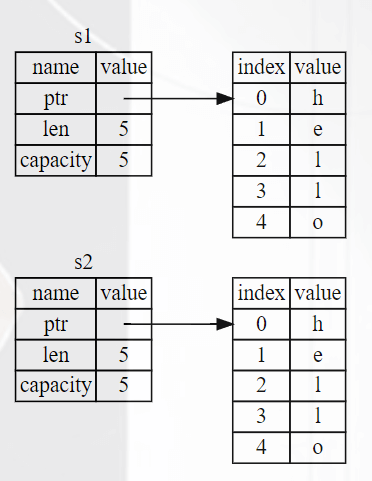 s1
name value index value
ptr 0 h
len 5 1 e
capacity 5 2 l
3 l
4 o
s2
name value index value
ptr 0 h
len 5 1 e
capacity 5 2 l
3 l
4 o